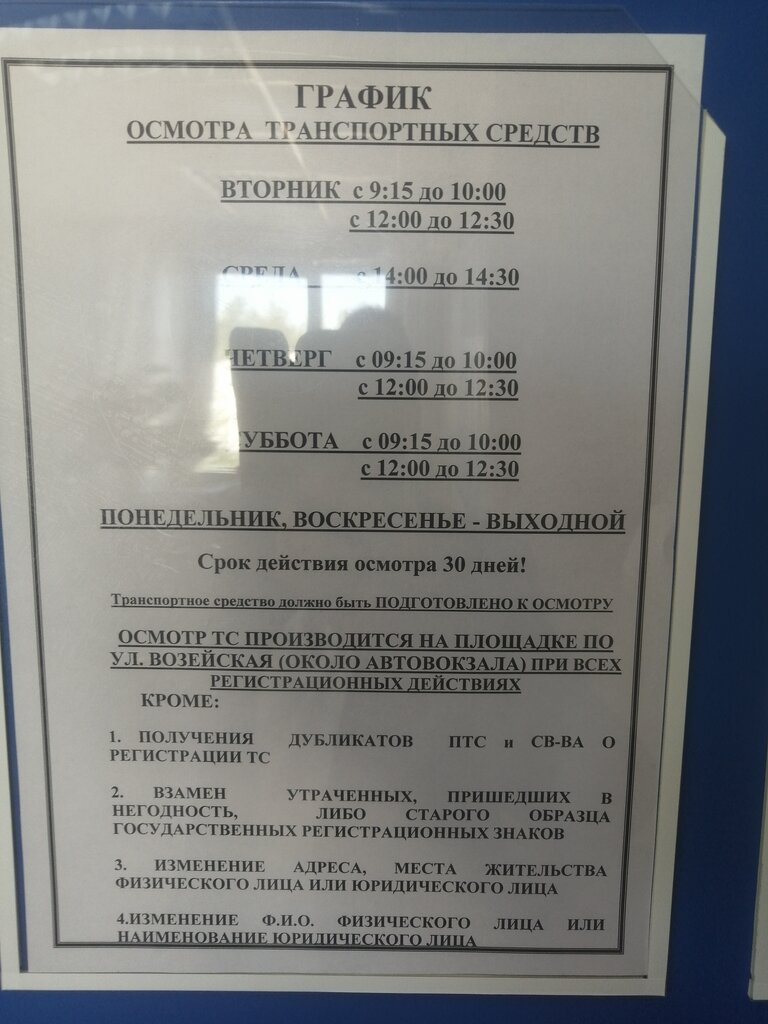 ГРАФИК
ОСМОТРА ТРАНСПОРТНЫХ СРЕДСТВ
ВТОРНИК с 9:15 до 10:00
с 12:00 до 12:30
СРЕДА с 14:00 до 14:30
ЧЕТВЕРГ с 09:15 до 10:00
с 12:00 до 12:30
СУББОТА с 09:15 до 10:00
с 12:00 до 12:30
ПОНЕДЕЛЬНИК, ВОСКРЕСЕНЬЕ - ВЫХОДНОЙ
Срок действия осмотра 30 дней!
Транспортное средство должно быть ПОДГОТОВЛЕНО К ОСМОТРУ
ОСМОТР ТС ПРОИЗВОДИТСЯ НА ПЛОЩАДКЕ ПО
УЛ. ВОЗЕЙСКАЯ (ОКОЛО АВТОВОКЗАЛА) ПРИ ВСЕХ
РЕГИСТРАЦИОННЫХ ДЕЙСТВИЯХ
КРОМЕ:
1. ПОЛУЧЕНИЯ ДУБЛИКАТОВ ПТС и СВ-ВА О
РЕГИСТРАЦИИ ТС
2. ВЗАМЕН УТРАЧЕННЫХ, ПРИШЕДШИХ В
НЕГОДНОСТЬ, ЛИБО СТАРОГО ОБРАЗЦА
ГОСУДАРСТВЕННЫХ РЕГИСТРАЦИОННЫХ ЗНАКОВ
3. ИЗМЕНЕНИЕ АДРЕСА, МЕСТА ЖИТЕЛЬСТВА
ФИЗИЧЕСКОГО ЛИЦА ИЛИ ЮРИДИЧЕСКОГО ЛИЦА
4.ИЗМЕНЕНИЕ Ф.И.О. ФИЗИЧЕСКОГО ЛИЦА ИЛИ
НАИМЕНОВАНИЕ ЮРИДИЧЕСКОГО ЛИЦА